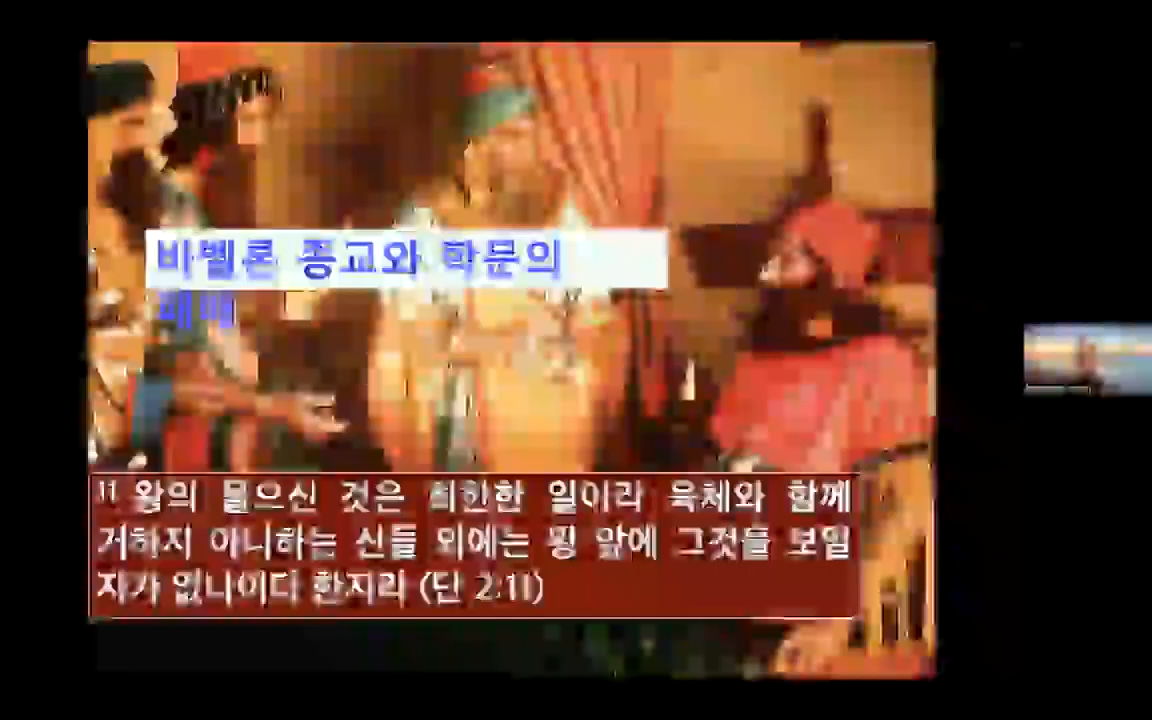 바벨론 종교와 학문의
패배
11 왕의 물으신 것은 희한한 일이라 육체와 함께
거하지 아니하는 신들 외에는 왕 앞에 그것을 보일
자가 없나이다 한지라 (단 2:11)